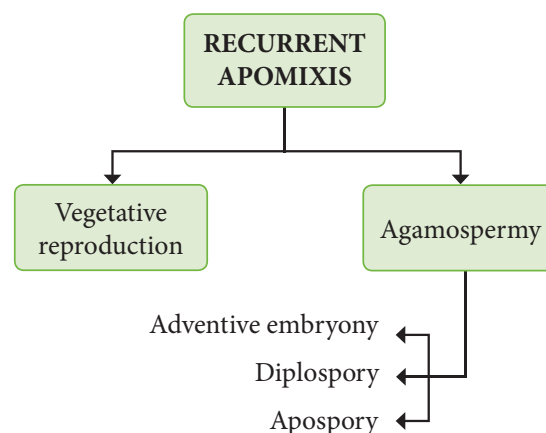 RECURRENT
APOMIXIS
Vegetative
reproduction
Agamospermy
Adventive embryony
Diplospory
Apospory